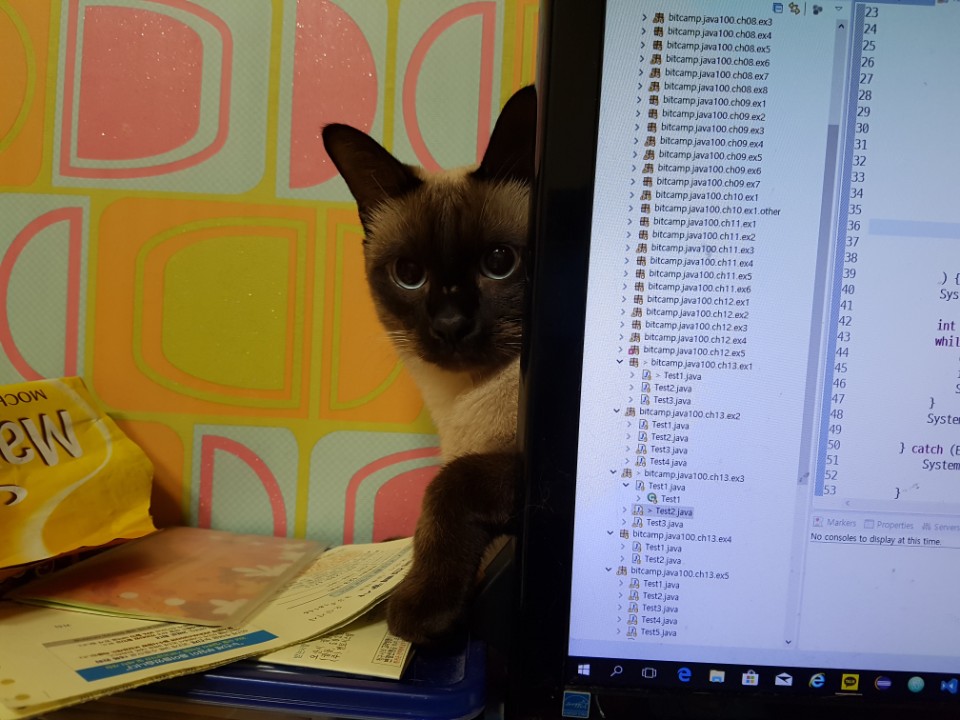 bitcamp.java100.ch08.ex3
bitcamp.java100.ch08.ex4
bitcamp.java100.ch08.ex5
bitcamp.java100.ch08.ex6
bitcamp.java100.ch08.ex7
bitcamp.java100.ch08.ex8
bitcamp.java100.ch09.ex1
bitcamp.java100.ch09.ex2
bitcamp.java100.ch09.ex3
bitcamp.java100.ch09.ex4
bitcamp.java100.ch09.ex5
bitcamp.java100.ch09.ex6
bitcamp.java100.ch09.ex7
bitcamp.java100.ch10.ex1
bitcamp.java100.ch10.ex1.other
bitcamp.java100.ch11.ex1
bitcamp.java100.ch11.ex2
bitcamp.java100.ch11.ex3
bitcamp.java100.ch11.ex4
bitcamp.java100.ch11.ex5
bitcamp.java100.ch11.ex6
bitcamp.java100.ch12.ex1
bitcamp.java100.ch12.ex2
bitcamp.java100.ch12.ex3
bitcamp.java100.ch12.ex4
bitcamp.java100.ch12.ex5
> bitcamp.java100.ch13.ex1
> Test1.java
Test2.java
Test3.java
bitcamp.java100.ch13.ex2
Test1.java
Test2.java
Test3.java
Test4.java
> bitcamp.java100.ch13.ex3
Test1.java
Test1
> Test2.java
Test3.java
bitcamp.java100.ch13.ex4
Test1.java
Test2.java
bitcamp.java100.ch13.ex5
Test1.java
Test2.java
Test3.java
Test4.java
Test5.java
23
24
25
26
27
28
29
30
31
32
33
34
35
36
37
38
39 ) {
40 Sys
41
42 int
43 whil
44
45
46 S
47 }
48 System
49
50 } catch (E
51 System
52
53 }
Markers Properties Servers
No consoles to display at this time.
MOCH
Ma